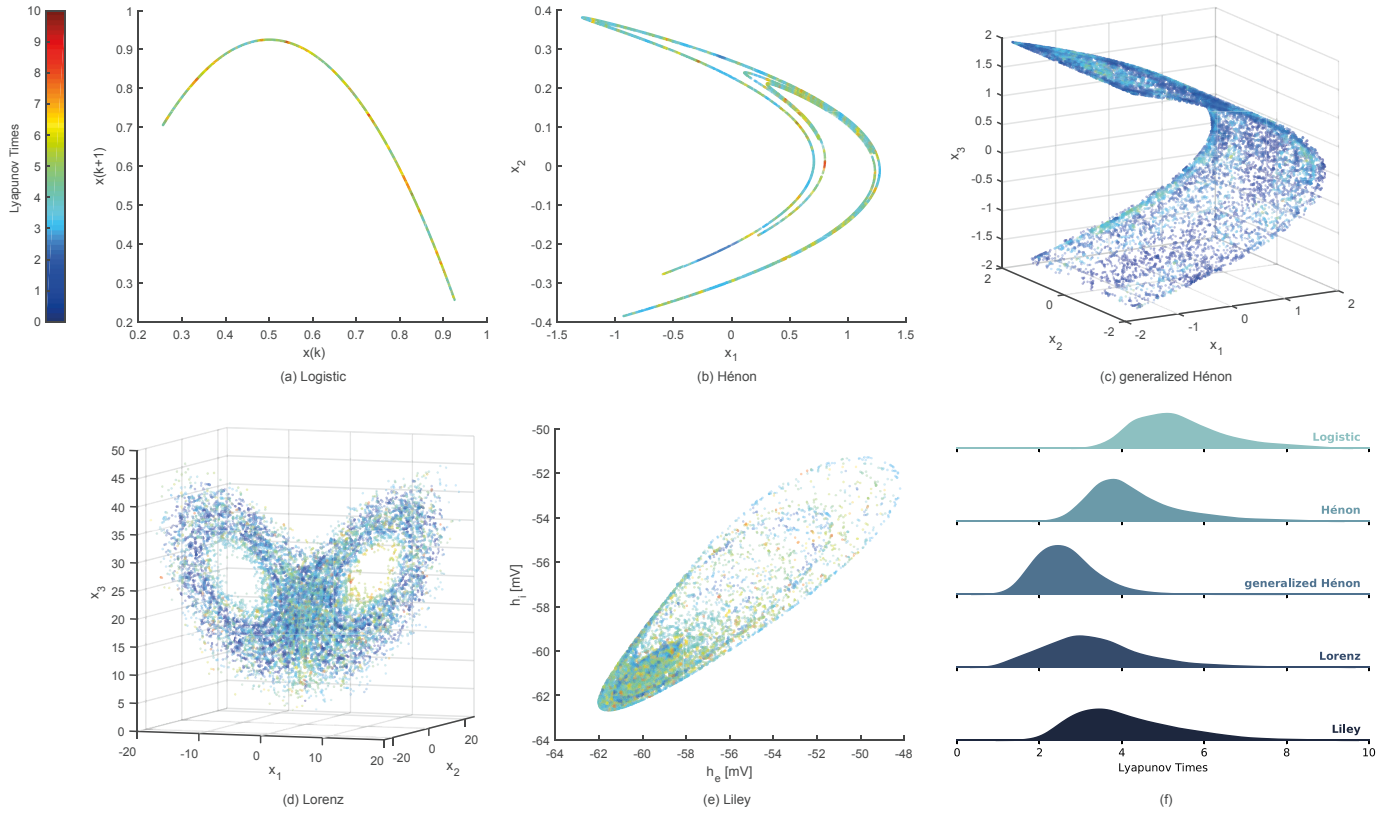 10
9
8
7
6
5
4
3
2
1
0
Lyapunov Times
1
0.9
0.8
0.7
0.6
0.5
0.4
0.3
0.2
x(k+1)
0.2 0.3 0.4 0.5 0.6 0.7 0.8 0.9 1
x(k)
(a) Logistic
0.4
0.3
0.2
0.1
0
-0.1
-0.2
-0.3
-0.4
x2
-1.5 -1 -0.5 0 0.5 1 1.5
x1
(b) Hénon
2
1.5
1
0.5
0
-0.5
-1
-1.5
-2
x3
2
0
-2
x2
-2 -1 0 1 2
x1
(c) generalized Hénon
50
45
40
35
30
25
20
15
10
5
0
x3
-20 -10 0 10 20
x1
-20 0 20
x2
(d) Lorenz
-50
-52
-54
-56
-58
-60
-62
-64
hi [mV]
-64 -62 -60 -58 -56 -54 -52 -50 -48
he [mV]
(e) Liley
Logistic
Hénon
generalized Hénon
Lorenz
Liley
0 2 4 6 8 10
Lyapunov Times
(f)